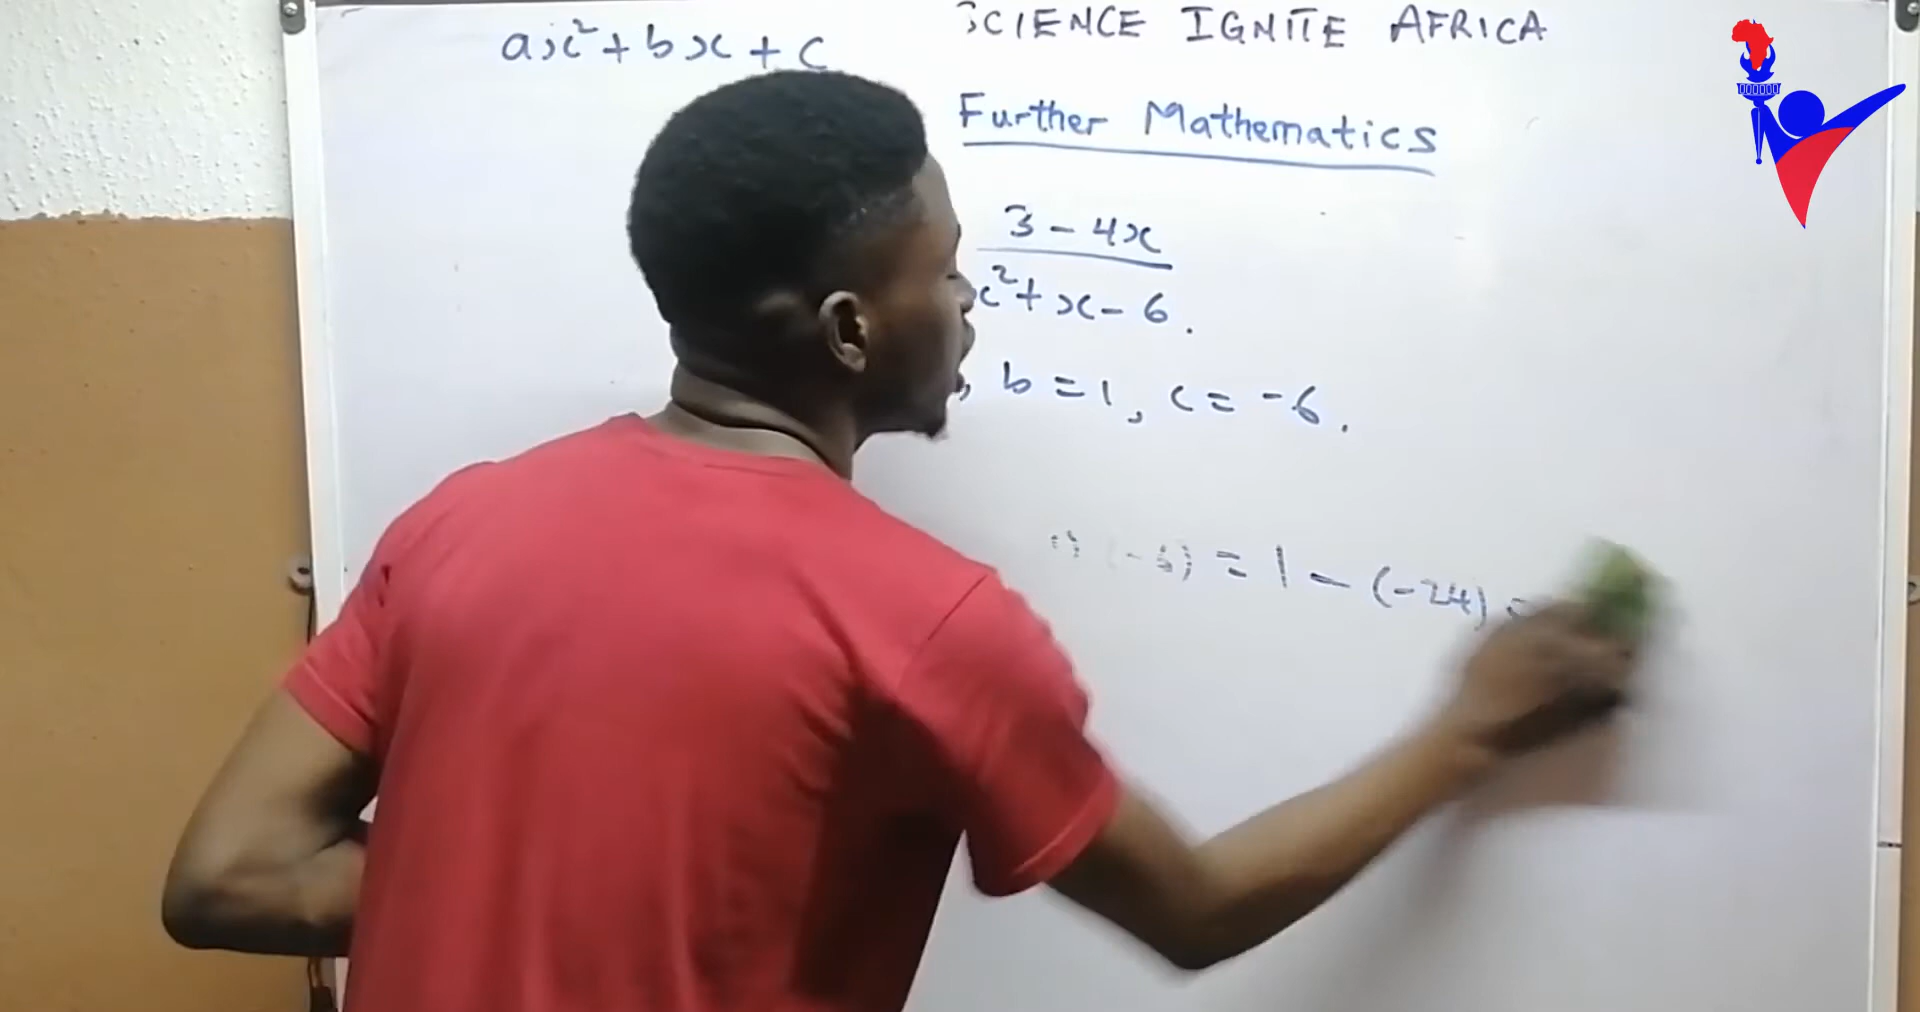 ax²+bx+c
SCIENCE IGNITE AFRICA
Further Mathematics
3-4x
x²+x-6.
, b=1, c=-6.
(-6) = 1-(-24) =